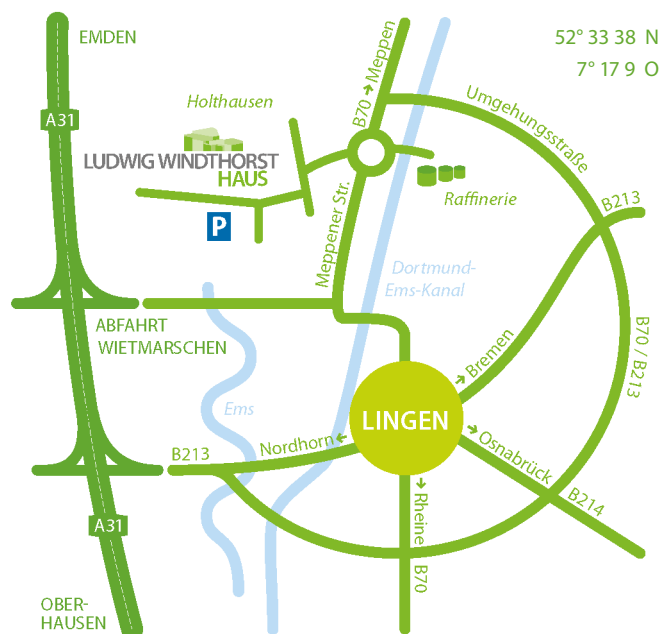 EMDEN
52° 33 38 N
7° 17 9 O
B70 → Meppen
Umgehungsstraße
Holthausen
A31
LUDWIG WINDTHORST
HAUS
P
Raffinerie
B213
Meppener Str.
Dortmund-
Ems-Kanal
ABFAHRT
WIETMARSCHEN
B70 / B213
→ Bremen
Ems
LINGEN
Nordhorn ←
B213
→ Osnabrück
B214
→ Rheine
B70
A31
OBER-
HAUSEN